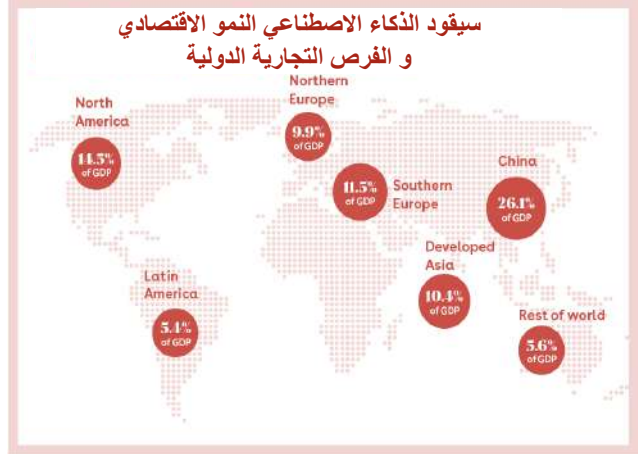 سيقود الذكاء الاصطناعي النمو الاقتصادي
و الفرص التجارية الدولية
Northern
Europe
9.9%
of GDP
North
America
14.5%
of GDP
11.5%
of GDP
Southern
Europe
China
26.1%
of GDP
Developed
Asia
10.4%
of GDP
Latin
America
5.4%
of GDP
Rest of world
5.6%
of GDP